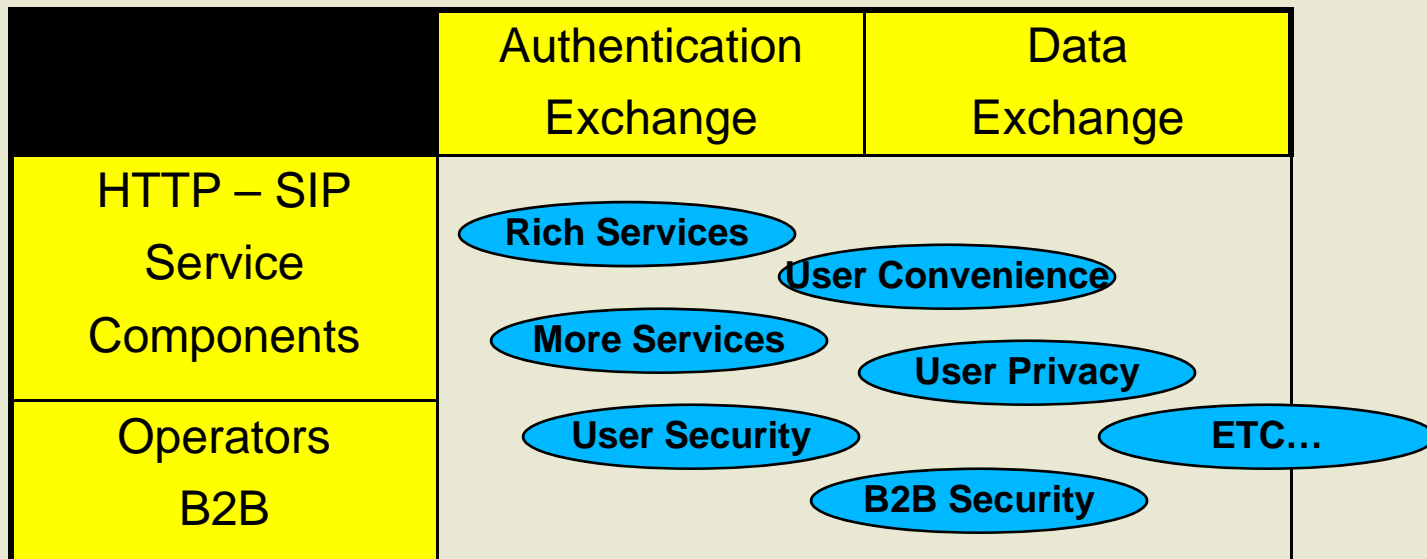 Authentication
Exchange
Data
Exchange
HTTP – SIP
Service
Components
Rich Services
User Convenience
More Services
User Privacy
Operators
B2B
User Security
ETC…
B2B Security